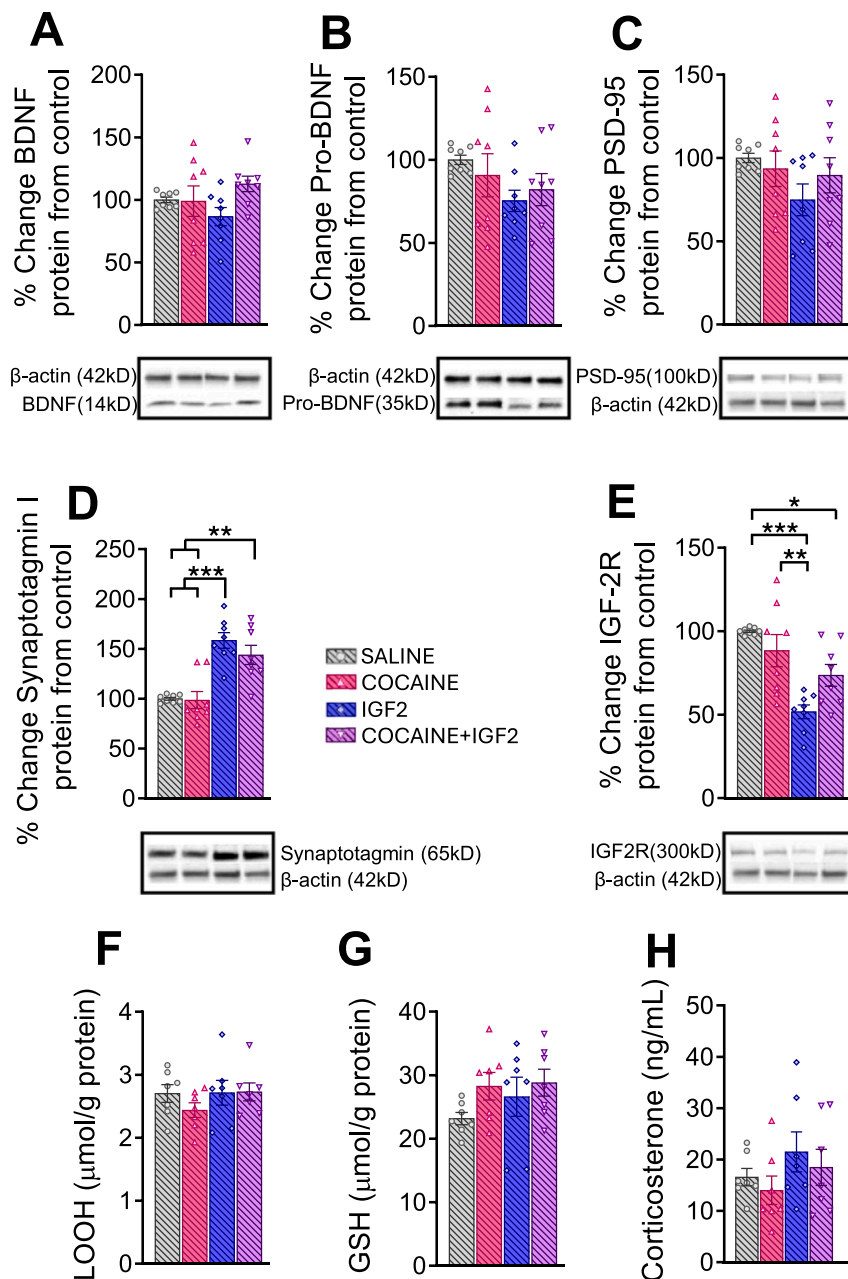 A
% Change BDNF
protein from control
200
150
100
50
0
β-actin (42kD)
BDNF(14kD)
B
% Change Pro-BDNF
protein from control
150
100
50
0
β-actin (42kD)
Pro-BDNF(35kD)
C
% Change PSD-95
protein from control
150
100
50
0
PSD-95(100kD)
β-actin (42kD)
D
% Change Synaptotagmin I
protein from control
250
200
150
100
50
0
**
***
Synaptotagmin (65kD)
β-actin (42kD)
SALINE
COCAINE
IGF2
COCAINE+IGF2
E
% Change IGF-2R
protein from control
150
100
50
0
*
***
**
IGF2R(300kD)
β-actin (42kD)
F
LOOH (μmol/g protein)
4
3
2
1
0
G
GSH (μmol/g protein)
40
30
20
10
0
H
Corticosterone (ng/mL)
50
40
30
20
10
0